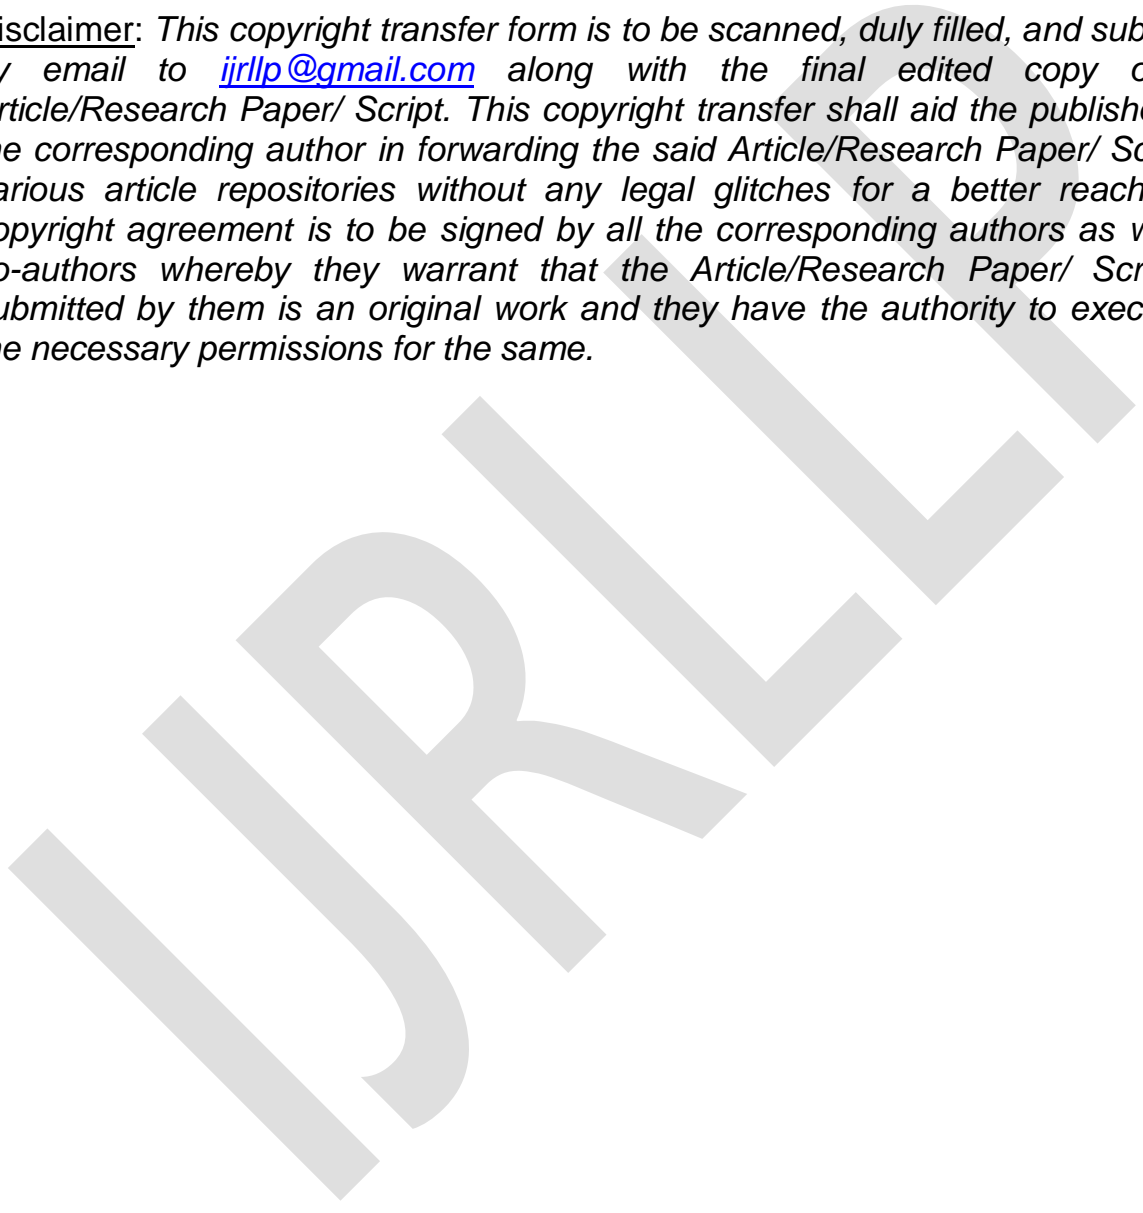 isclaimer: This copyright transfer form is to be scanned, duly filled, and sub
y email to ijrllp@gmail.com along with the final edited copy o
rticle/Research Paper/ Script. This copyright transfer shall aid the publishe
he corresponding author in forwarding the said Article/Research Paper/ Sc
arious article repositories without any legal glitches for a better reach
opyright agreement is to be signed by all the corresponding authors as w
o-authors whereby they warrant that the Article/Research Paper/ Scr
ubmitted by them is an original work and they have the authority to exec
he necessary permissions for the same.
IJRLLP